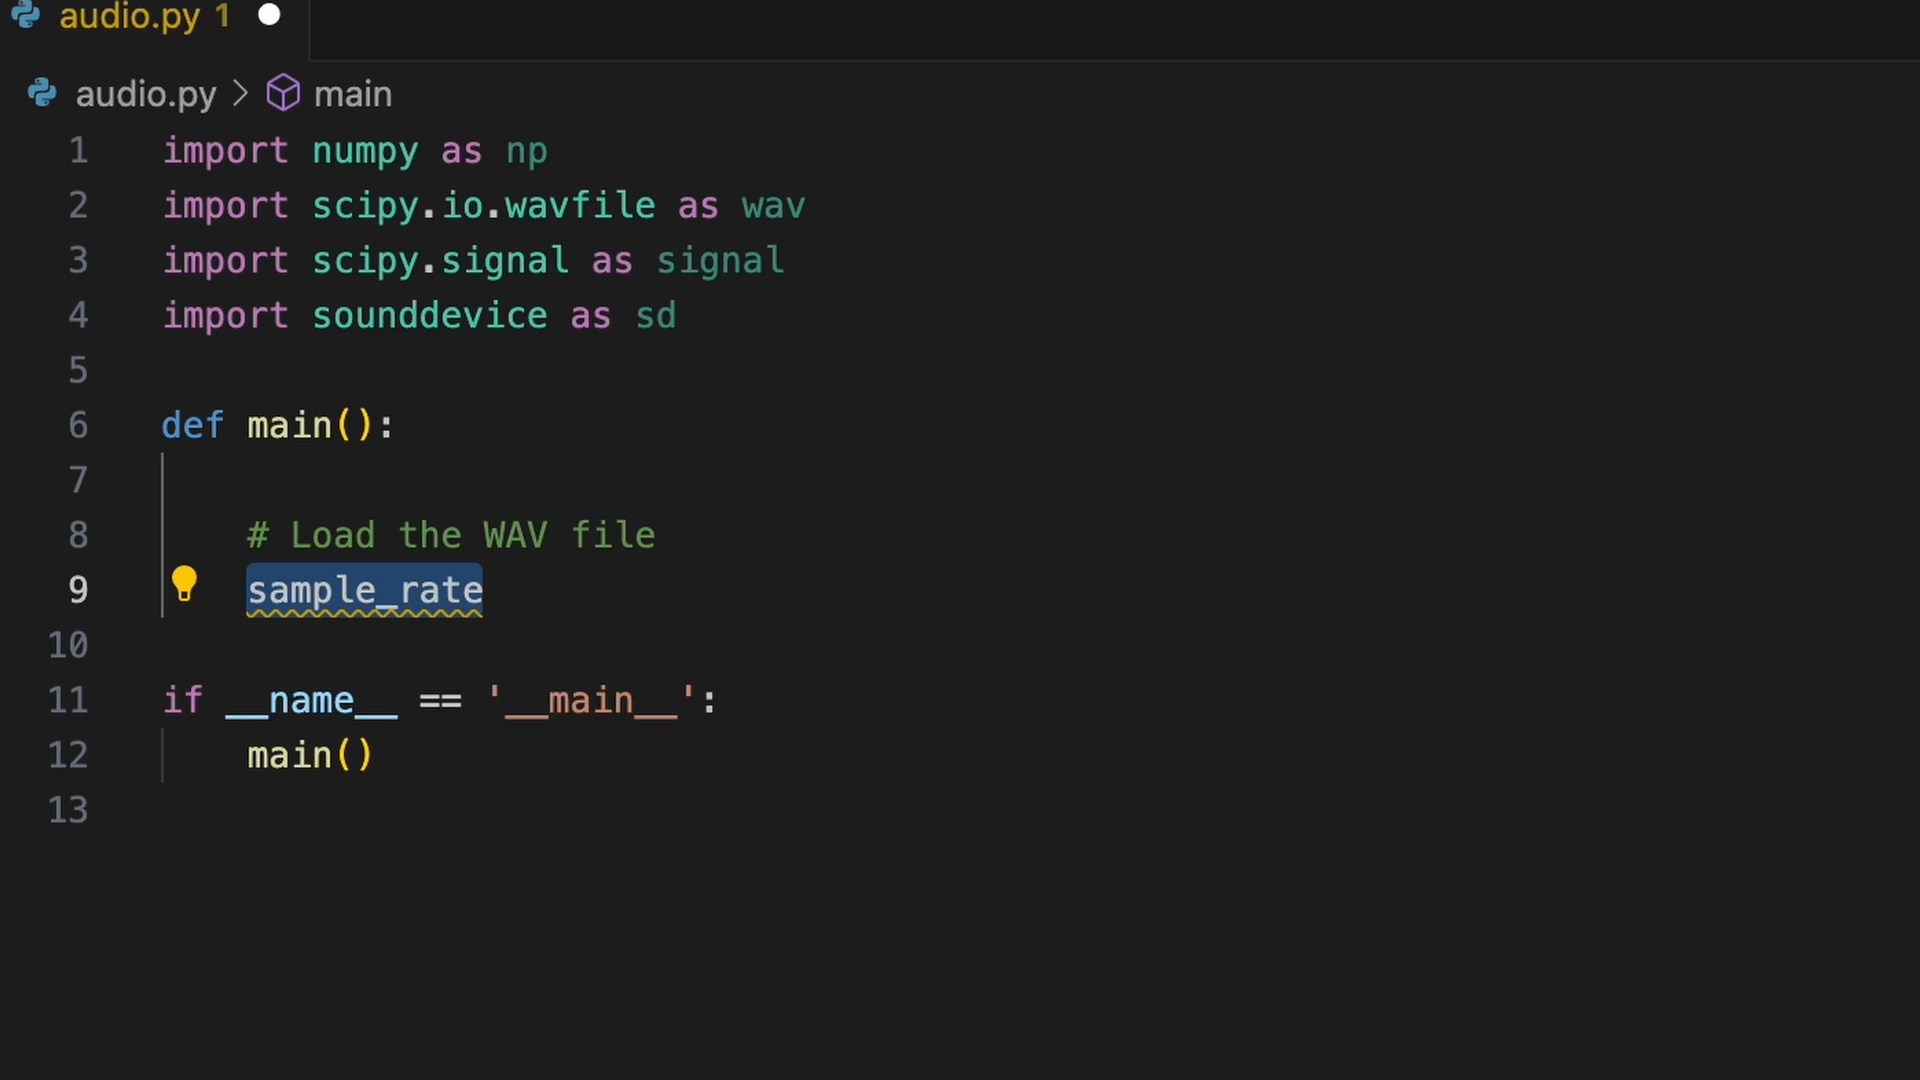 audio.py 1
audio.py > main
1 import numpy as np
2 import scipy.io.wavfile as wav
3 import scipy.signal as signal
4 import sounddevice as sd
5
6 def main():
7
8 # Load the WAV file
9 sample_rate
10
11 if __name__ == '__main__':
12 main()
13